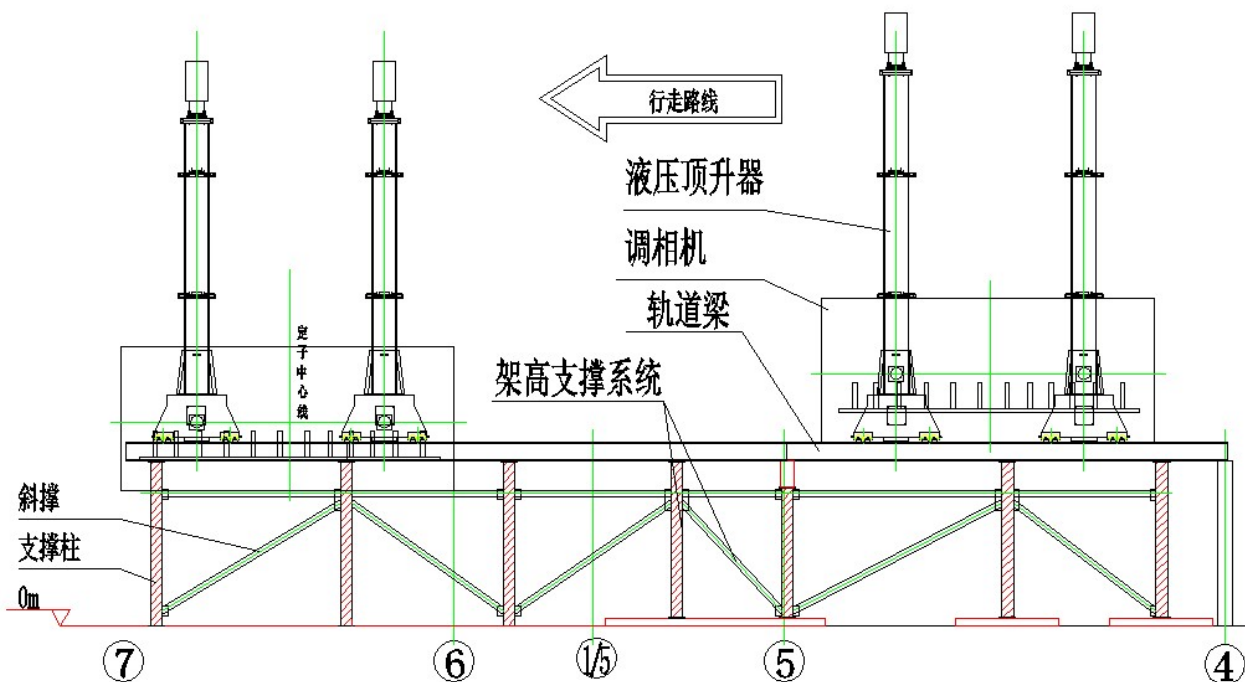 行走路线
液压顶升器
调相机
轨道梁
定子中心线
架高支撑系统
斜撑
支撑柱
0m
7
6
1/5
5
4